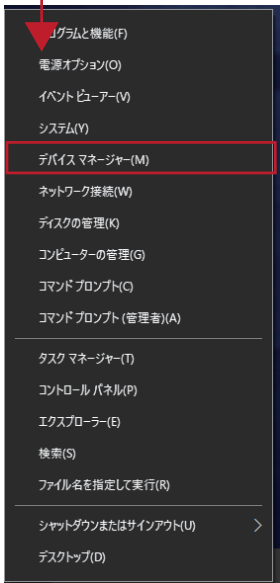 ログラムと機能(F)
電源オプション(O)
イベント ビューアー(V)
システム(Y)
デバイス マネージャー(M)
ネットワーク接続(W)
ディスクの管理(K)
コンピューターの管理(G)
コマンド プロンプト(C)
コマンド プロンプト (管理者)(A)
タスク マネージャー(T)
コントロール パネル(P)
エクスプローラー(E)
検索(S)
ファイル名を指定して実行(R)
シャットダウンまたはサインアウト(U)
デスクトップ(D)